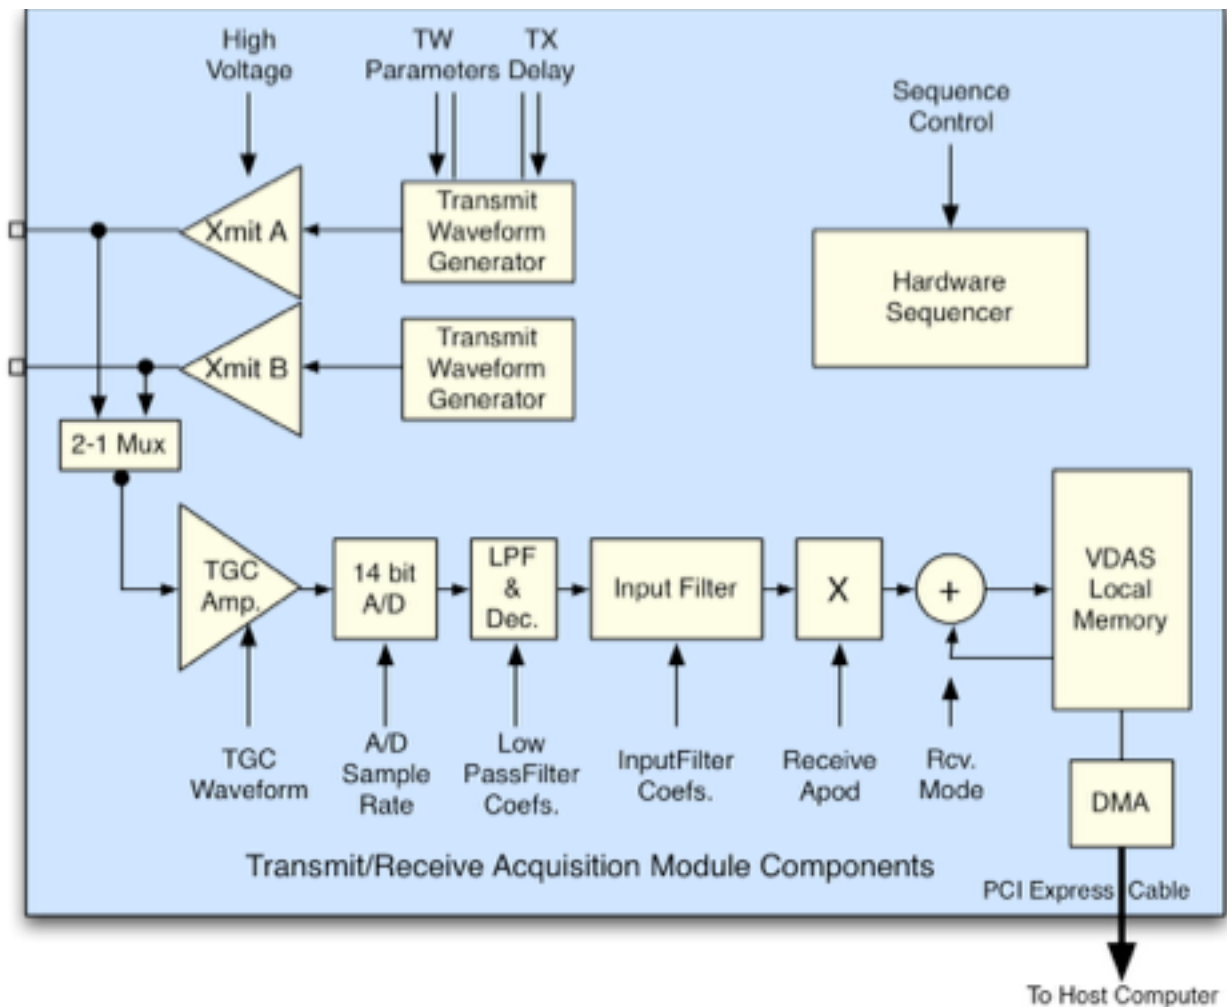 High
Voltage
TW
Parameters
TX
Delay
Sequence
Control
Xmit A
Transmit
Waveform
Generator
Hardware
Sequencer
Xmit B
Transmit
Waveform
Generator
2-1 Mux
TGC
Amp.
14 bit
A/D
LPF
&
Dec.
Input Filter
X
+
VDAS
Local
Memory
TGC
Waveform
A/D
Sample
Rate
Low
PassFilter
Coefs.
InputFilter
Coefs.
Receive
Apod
Rcv.
Mode
DMA
Transmit/Receive Acquisition Module Components
PCI Express Cable
To Host Computer